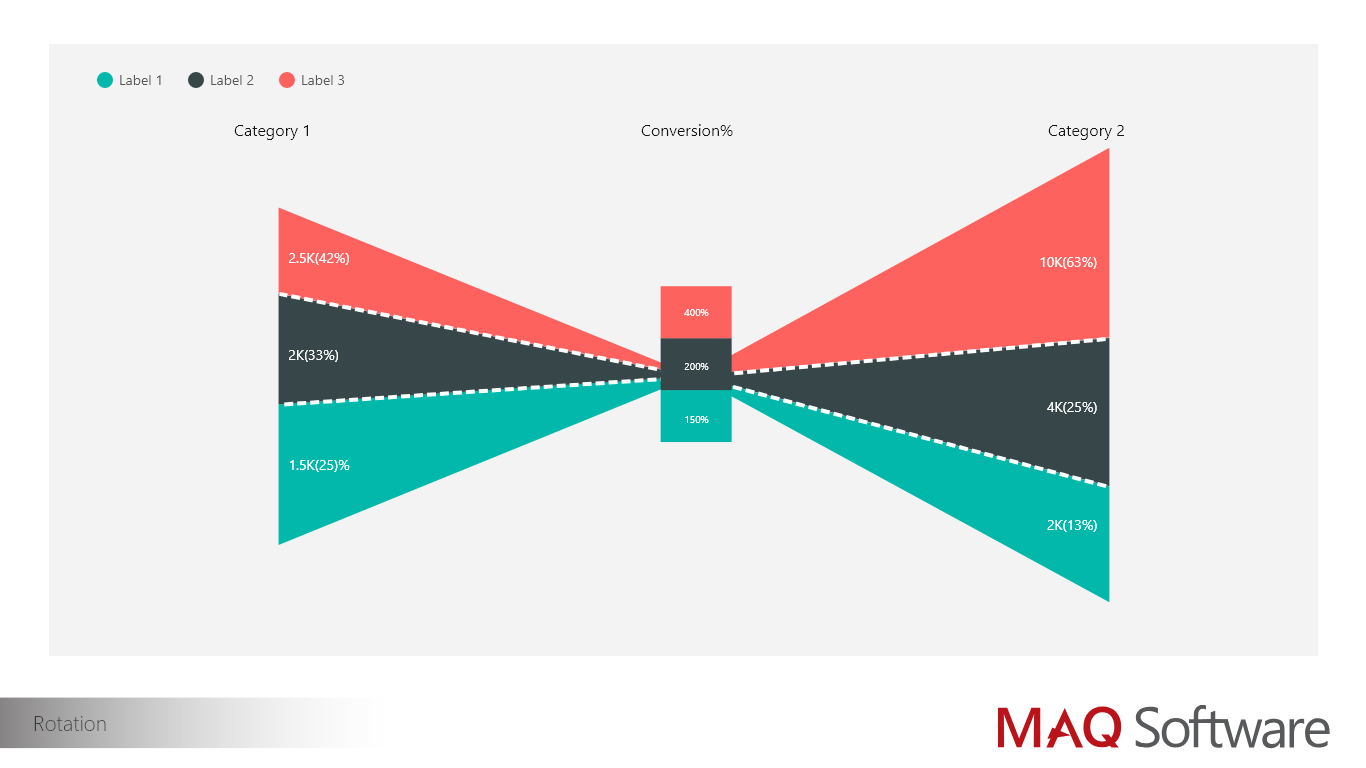 Label 1 Label 2 Label 3
Category 1 Conversion% Category 2
2.5K(42%) 400% 10K(63%)
2K(33%) 200% 4K(25%)
1.5K(25)% 150% 2K(13%)
Rotation
MAQ Software